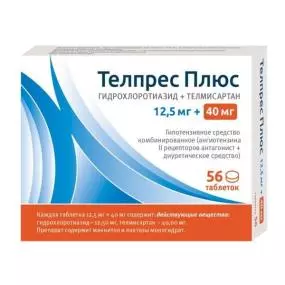 Телпрес Плюс
ГИДРОХЛОРОТИАЗИД + ТЕЛМИСАРТАН
12,5 мг + 40 мг
Гипотензивное средство
комбинированное (ангиотензина
II рецепторов антагонист +
диуретическое средство)
56
таблеток
Каждая таблетка 12,5 мг + 40 мг содержит: действующие вещества:
гидрохлоротиазид – 12,50 мг, телмисартан – 40,00 мг.
Препарат содержит маннитол и лактозы моногидрат.
Телпрес Плюс
12,5 мг + 40 мг